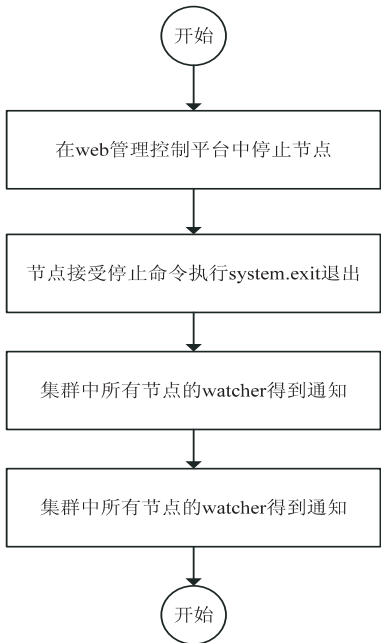 开始
在web管理控制平台中停止节点
节点接受停止命令执行system.exit退出
集群中所有节点的watcher得到通知
集群中所有节点的watcher得到通知
开始